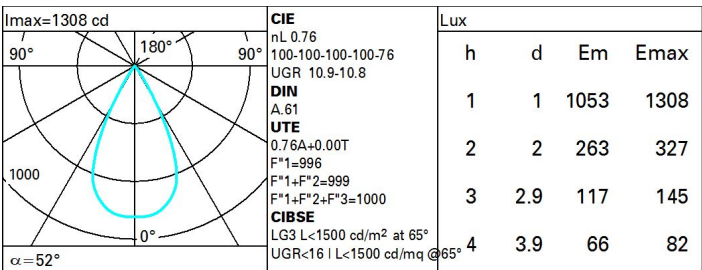 Imax=1308 cd
90° 180° 90°
1000
0°
α=52°
CIE
nL 0.76
100-100-100-100-76
UGR 10.9-10.8
DIN
A.61
UTE
0.76A+0.00T
F"1=996
F"1+F"2=999
F"1+F"2+F"3=1000
CIBSE
LG3 L<1500 cd/m² at 65°
UGR<16 | L<1500 cd/mq @65°
Lux
h d Em Emax
1 1 1053 1308
2 2 263 327
3 2.9 117 145
4 3.9 66 82